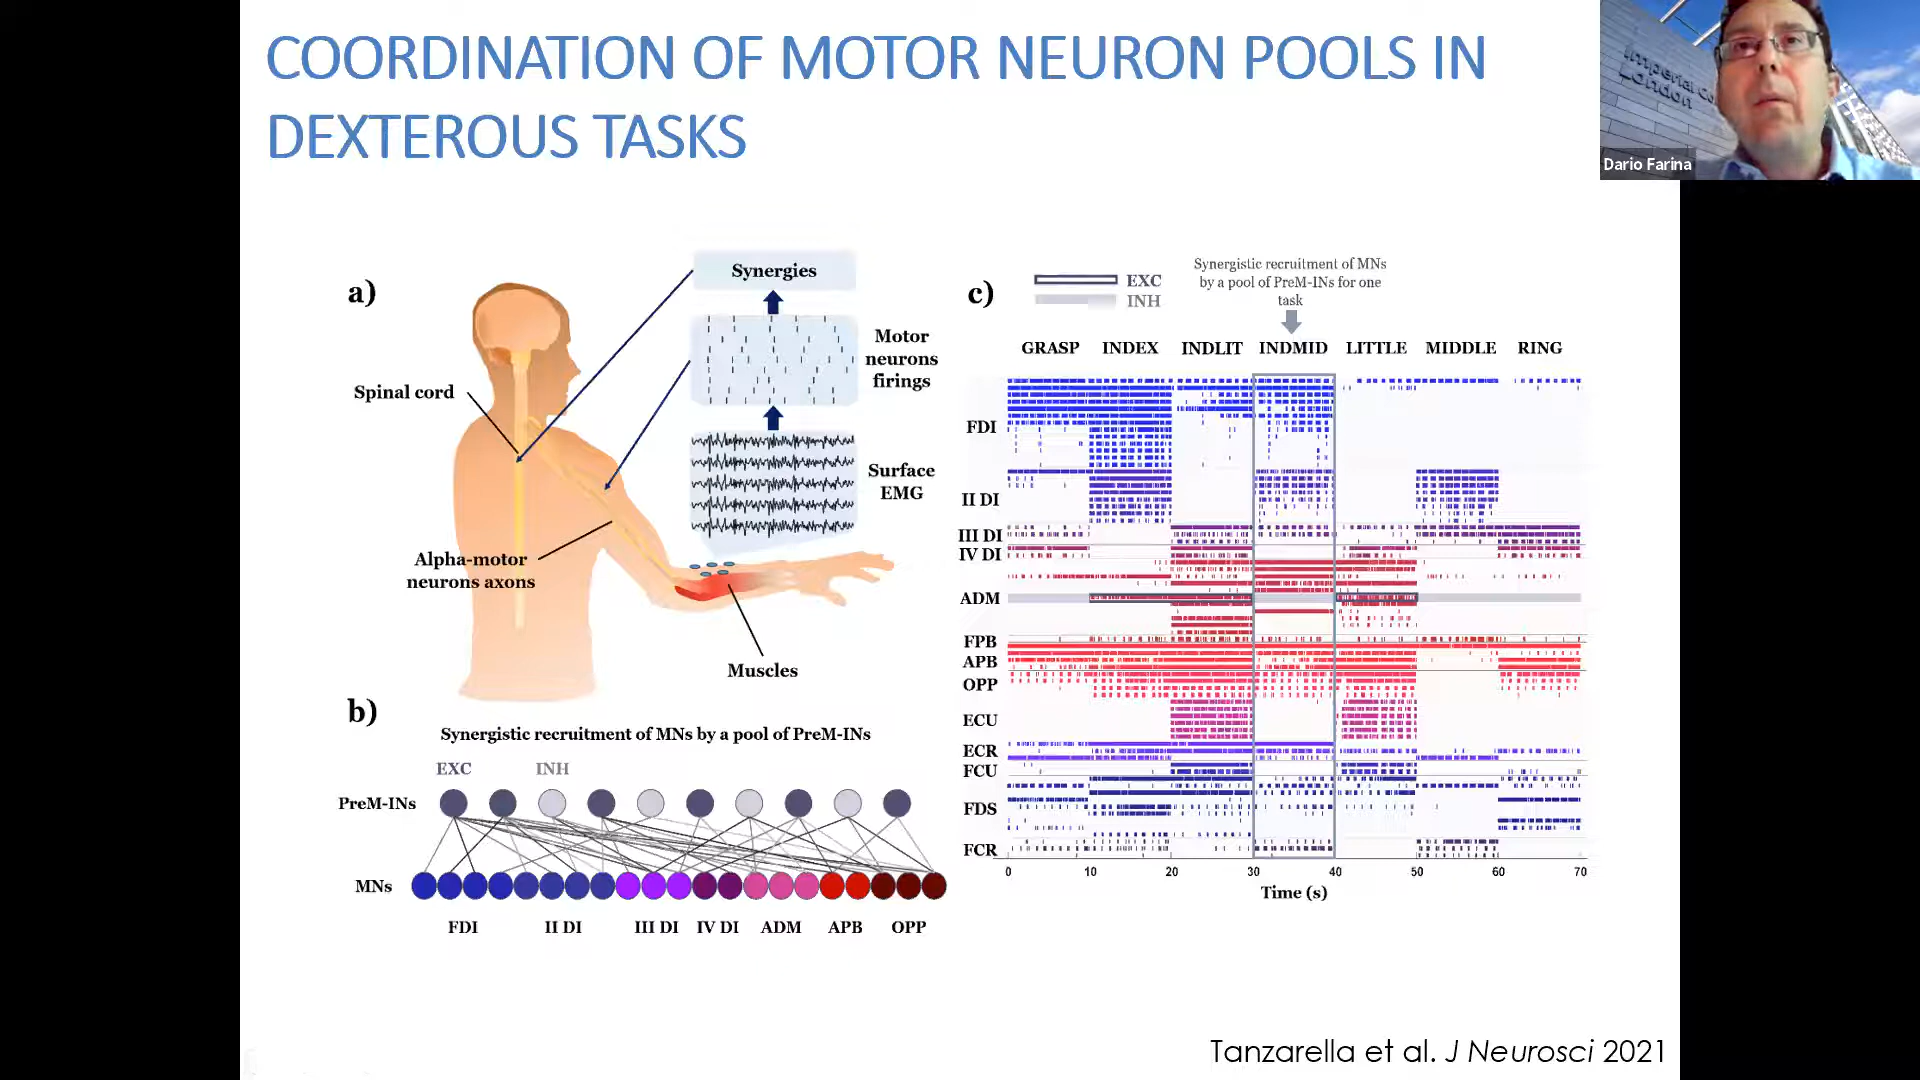 COORDINATION OF MOTOR NEURON POOLS IN
DEXTEROUS TASKS
Imperial Co
London
Dario Farina
a)
Synergies
Motor
neurons
firings
Spinal cord
Surface
EMG
Alpha-motor
neurons axons
Muscles
b)
Synergistic recruitment of MNs by a pool of PreM-INs
EXC INH
PreM-INs
MNs
FDI II DI III DI IV DI ADM APB OPP
c)
EXC
INH
Synergistic recruitment of MNs
by a pool of PreM-INs for one
task
GRASP INDEX INDLIT INDMID LITTLE MIDDLE RING
FDI
II DI
III DI
IV DI
ADM
FPB
APB
OPP
ECU
ECR
FCU
FDS
FCR
0 10 20 30 40 50 60 70
Time (s)
Tanzarella et al. J Neurosci 2021